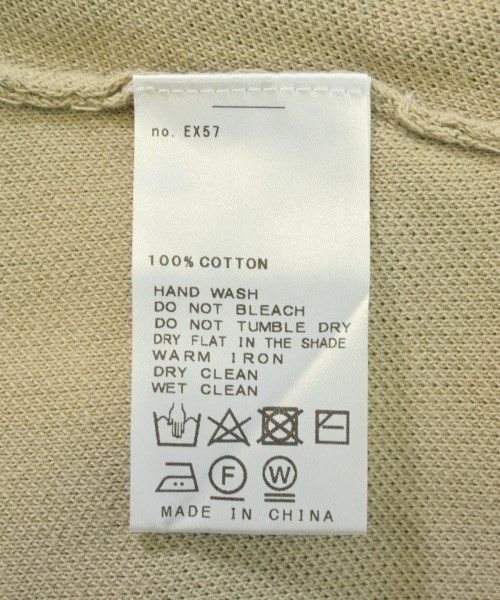 no. EX57
100% COTTON
HAND WASH
DO NOT BLEACH
DO NOT TUMBLE DRY
DRY FLAT IN THE SHADE
WARM IRON
DRY CLEAN
WET CLEAN
F W
MADE IN CHINA